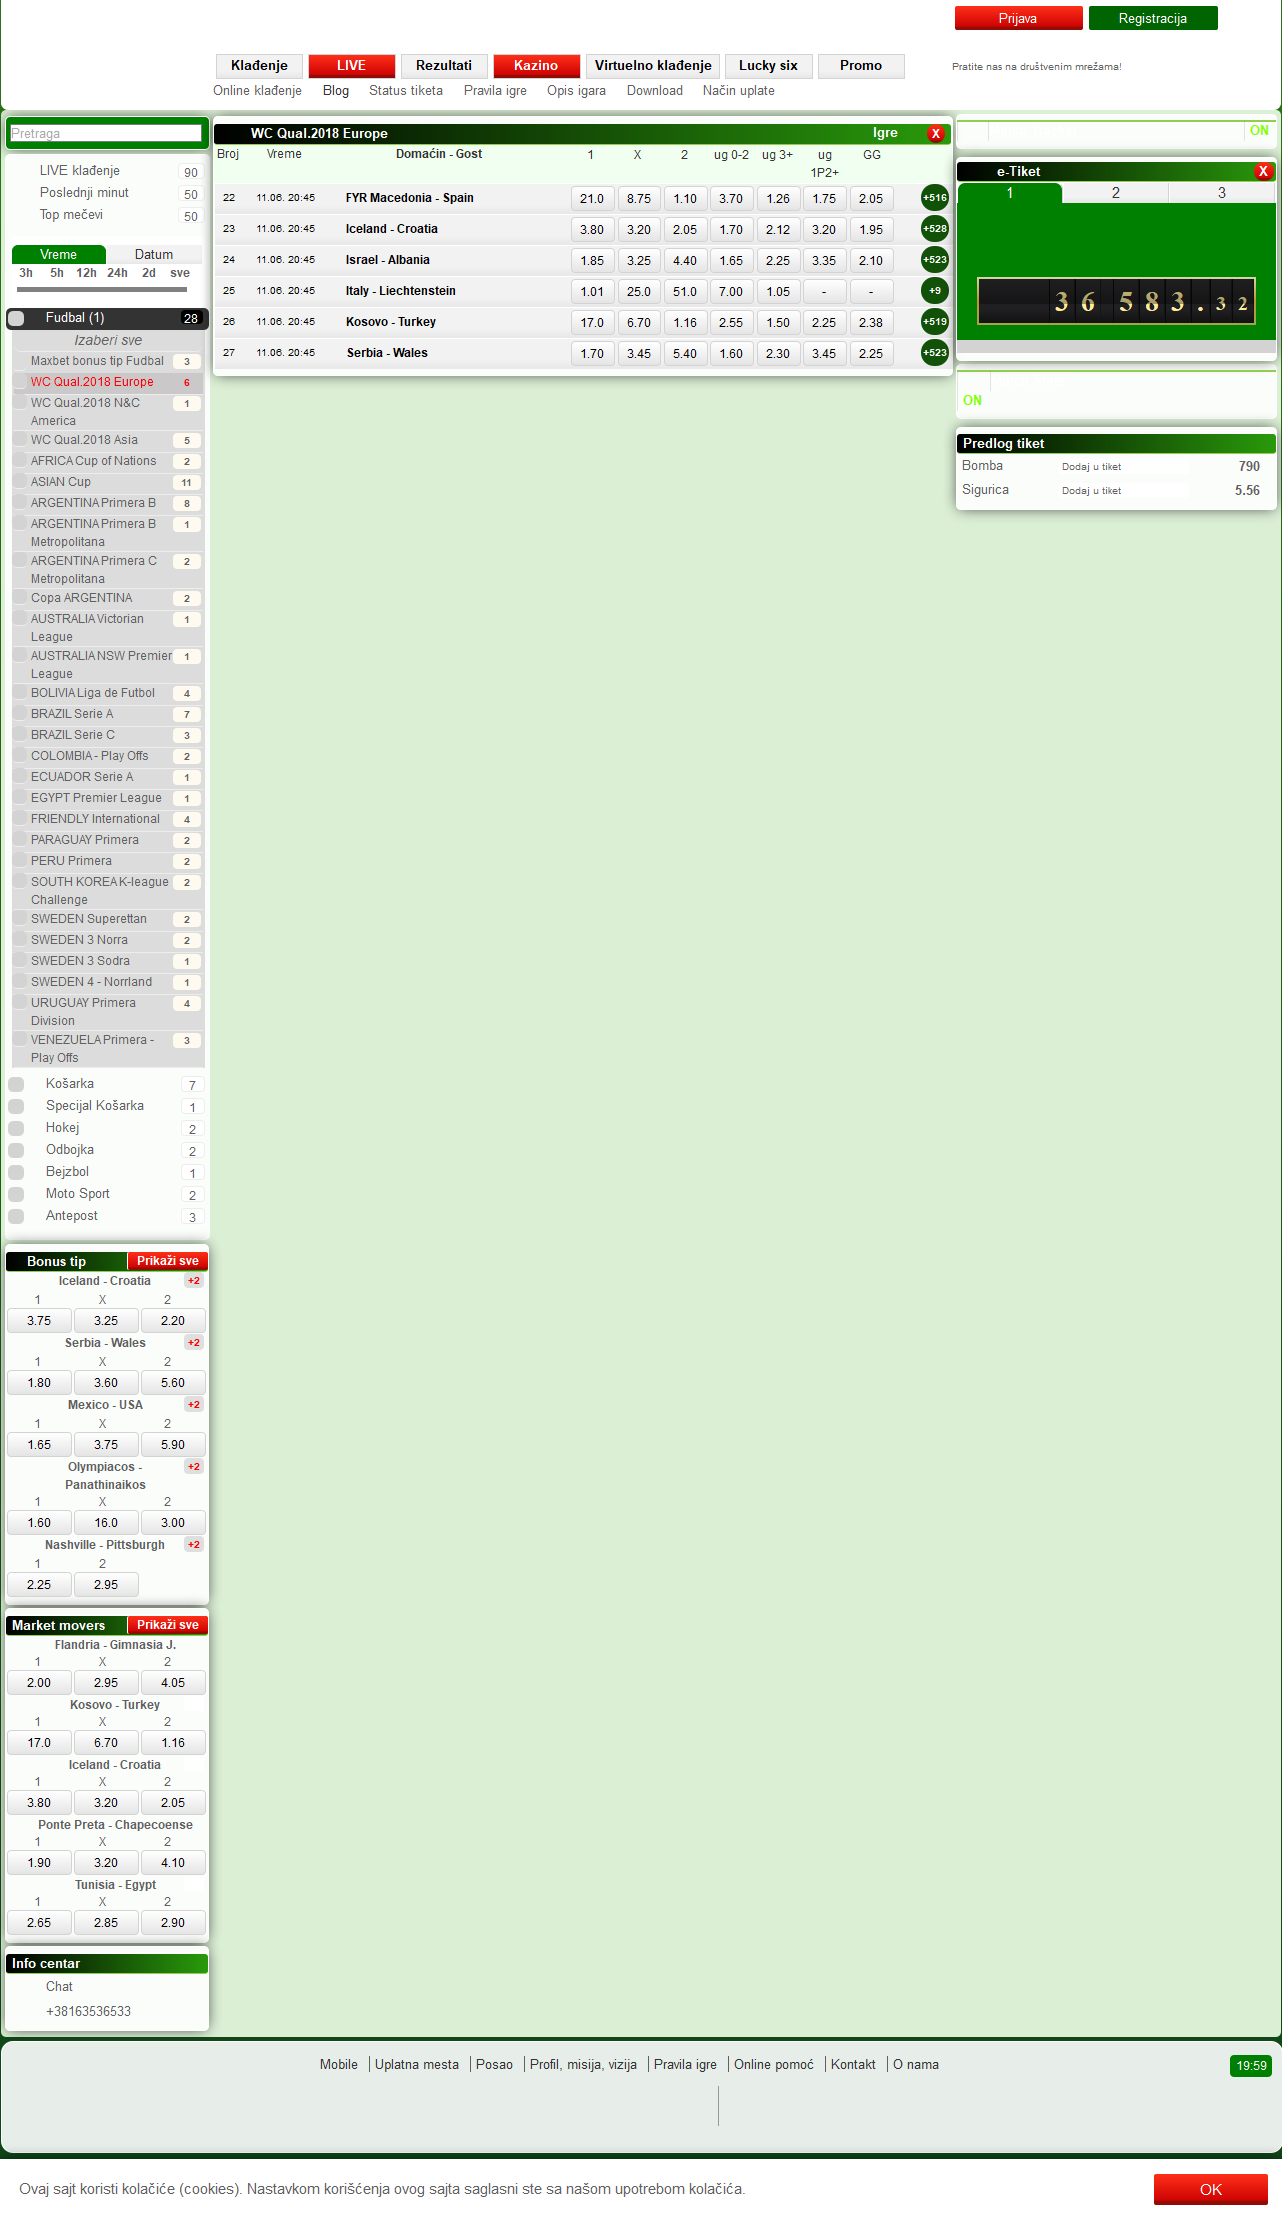 Prijava Registracija
Klađenje LIVE Rezultati Kazino Virtuelno klađenje Lucky six Promo
Pratite nas na društvenim mrežama!
Online klađenje Blog Status tiketa Pravila igre Opis igara Download Način uplate
Pretraga
LIVE klađenje 90
Poslednji minut 50
Top mečevi 50
Vreme Datum
3h 5h 12h 24h 2d sve
Fudbal (1) 28
Izaberi sve
Maxbet bonus tip Fudbal 3
WC Qual.2018 Europe 6
WC Qual.2018 N&C 1
America
WC Qual.2018 Asia 5
AFRICA Cup of Nations 2
ASIAN Cup 11
ARGENTINA Primera B 8
ARGENTINA Primera B 1
Metropolitana
ARGENTINA Primera C 2
Metropolitana
Copa ARGENTINA 2
AUSTRALIA Victorian 1
League
AUSTRALIA NSW Premier 1
League
BOLIVIA Liga de Futbol 4
BRAZIL Serie A 7
BRAZIL Serie C 3
COLOMBIA - Play Offs 2
ECUADOR Serie A 1
EGYPT Premier League 1
FRIENDLY International 4
PARAGUAY Primera 2
PERU Primera 2
SOUTH KOREA K-league 2
Challenge
SWEDEN Superettan 2
SWEDEN 3 Norra 2
SWEDEN 3 Sodra 1
SWEDEN 4 - Norrland 1
URUGUAY Primera 4
Division
VENEZUELA Primera - 3
Play Offs
Košarka 7
Specijal Košarka 1
Hokej 2
Odbojka 2
Bejzbol 1
Moto Sport 2
Antepost 3
Bonus tip Prikaži sve
Iceland - Croatia +2
1 X 2
3.75 3.25 2.20
Serbia - Wales +2
1 X 2
1.80 3.60 5.60
Mexico - USA +2
1 X 2
1.65 3.75 5.90
Olympiacos - +2
Panathinaikos
1 X 2
1.60 16.0 3.00
Nashville - Pittsburgh +2
1 2
2.25 2.95
Market movers Prikaži sve
Flandria - Gimnasia J.
1 X 2
2.00 2.95 4.05
Kosovo - Turkey
1 X 2
17.0 6.70 1.16
Iceland - Croatia
1 X 2
3.80 3.20 2.05
Ponte Preta - Chapecoense
1 X 2
1.90 3.20 4.10
Tunisia - Egypt
1 X 2
2.65 2.85 2.90
Info centar
Chat
+38163536533
WC Qual.2018 Europe Igre X
Broj Vreme Domaćin - Gost 1 X 2 ug 0-2 ug 3+ ug GG
1P2+
22 11.06. 20:45 FYR Macedonia - Spain 21.0 8.75 1.10 3.70 1.26 1.75 2.05 +516
23 11.06. 20:45 Iceland - Croatia 3.80 3.20 2.05 1.70 2.12 3.20 1.95 +528
24 11.06. 20:45 Israel - Albania 1.85 3.25 4.40 1.65 2.25 3.35 2.10 +523
25 11.06. 20:45 Italy - Liechtenstein 1.01 25.0 51.0 7.00 1.05 - - +9
26 11.06. 20:45 Kosovo - Turkey 17.0 6.70 1.16 2.55 1.50 2.25 2.38 +519
27 11.06. 20:45 Serbia - Wales 1.70 3.45 5.40 1.60 2.30 3.45 2.25 +523
ON
e-Tiket X
1 2 3
36 583.32
ON
Predlog tiket
Bomba Dodaj u tiket 790
Sigurica Dodaj u tiket 5.56
Mobile Uplatna mesta Posao Profil, misija, vizija Pravila igre Online pomoć Kontakt O nama 19:59
Ovaj sajt koristi kolačiće (cookies). Nastavkom korišćenja ovog sajta saglasni ste sa našom upotrebom kolačića. OK